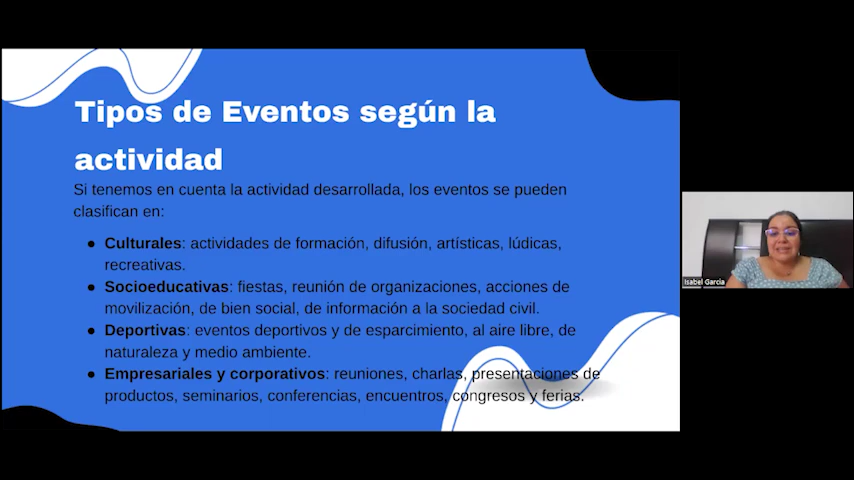 Tipos de Eventos según la
actividad
Si tenemos en cuenta la actividad desarrollada, los eventos se pueden
clasifican en:
● Culturales: actividades de formación, difusión, artísticas, lúdicas,
recreativas.
● Socioeducativas: fiestas, reunión de organizaciones, acciones de
movilización, de bien social, de información a la sociedad civil.
● Deportivas: eventos deportivos y de esparcimiento, al aire libre, de
naturaleza y medio ambiente.
● Empresariales y corporativos: reuniones, charlas, presentaciones de
productos, seminarios, conferencias, encuentros, congresos y ferias.
Isabel Garcia